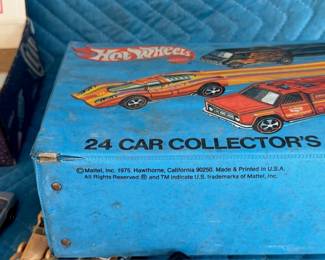 Hot Wheels
24 CAR COLLECTOR'S
©Mattel, Inc. 1975. Hawthorne, California 90250. Made & Printed in U.S.A.
All Rights Reserved. ® and TM indicate U.S. trademarks of Mattel, Inc.